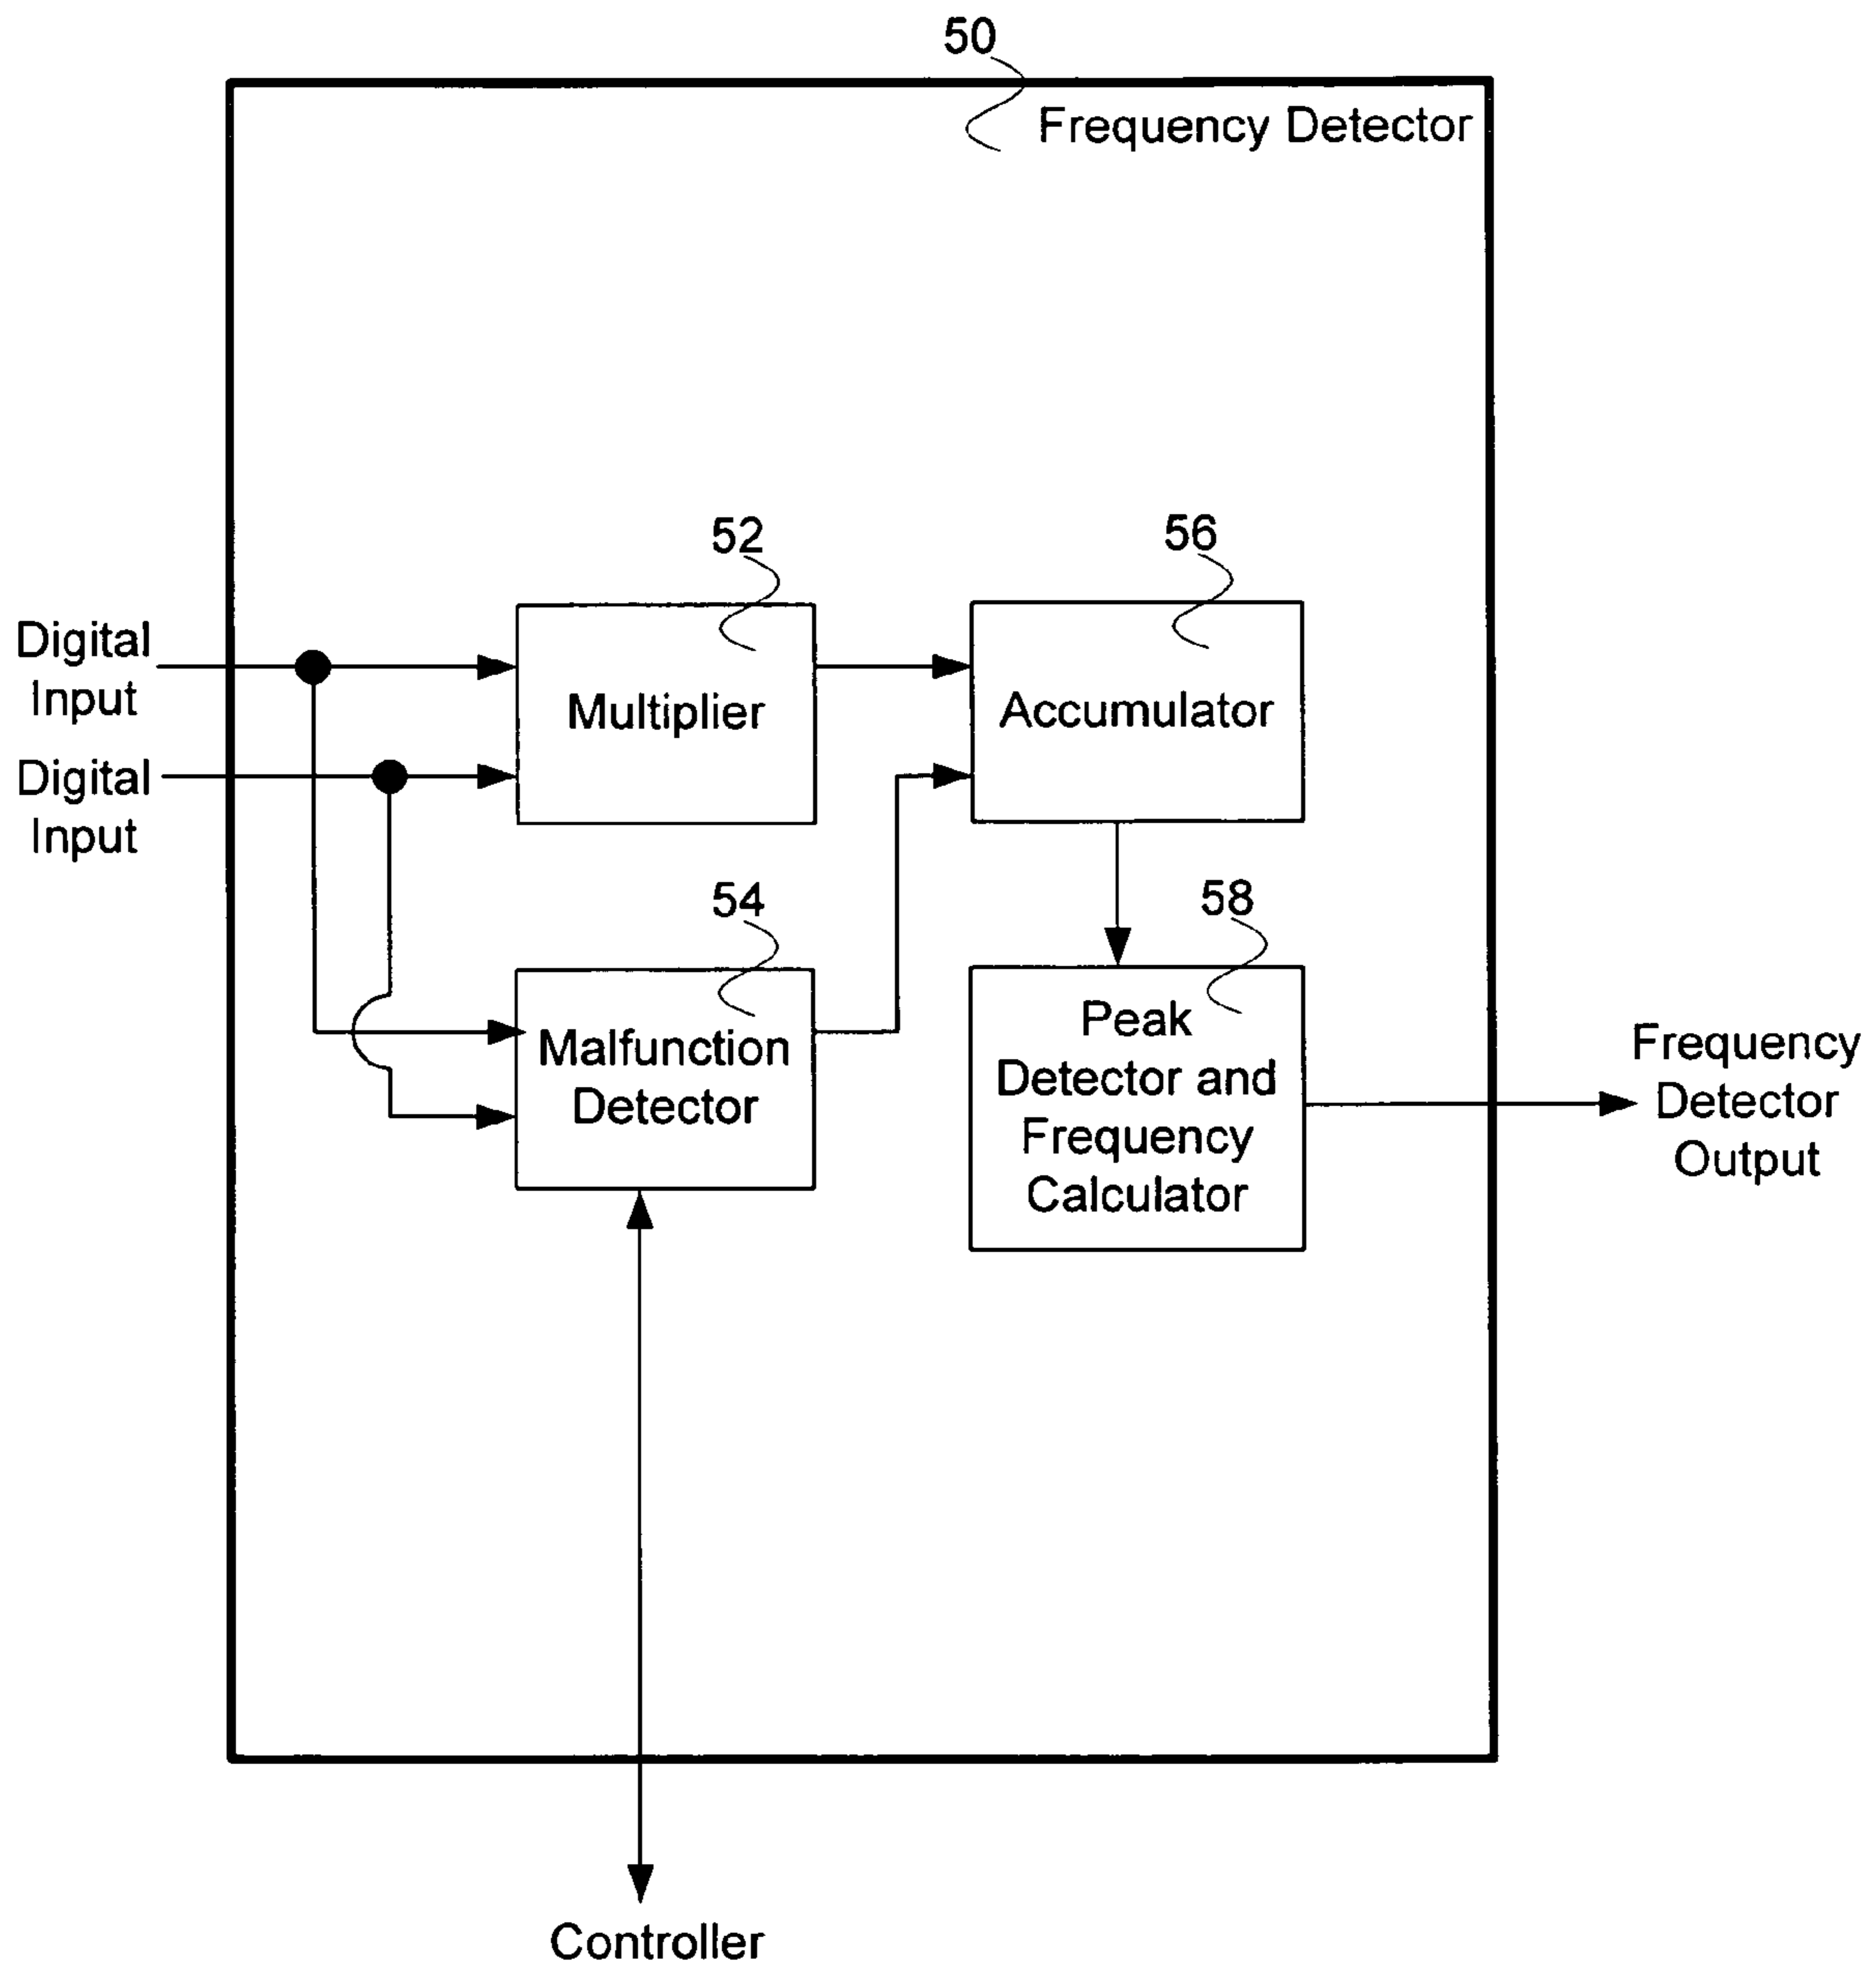 50
Frequency Detector
52
56
Digital
Input
Multiplier
Accumulator
Digital
Input
54
58
Malfunction
Detector
Peak
Detector and
Frequency
Calculator
Frequency
Detector
Output
Controller